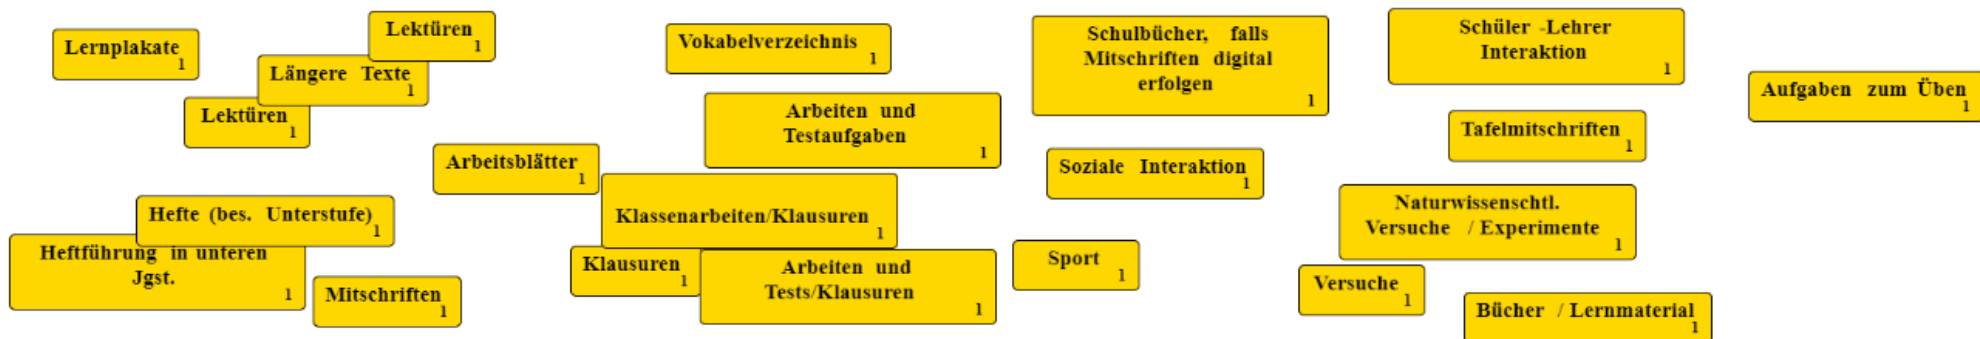 Lernplakate
1
Lektüren
1
Längere Texte
1
Lektüren
1
Vokabelverzeichnis
1
Arbeiten und
Testaufgaben
1
Schulbücher, falls
Mitschriften digital
erfolgen
1
Schüler -Lehrer
Interaktion
1
Aufgaben zum Üben
1
Tafelmitschriften
1
Arbeitsblätter
1
Soziale Interaktion
1
Hefte (bes. Unterstufe)
1
Heftführung in unteren
Jgst.
1
Mitschriften
1
Klassenarbeiten/Klausuren
1
Klausuren
1
Arbeiten und
Tests/Klausuren
1
Sport
1
Naturwissenschtl.
Versuche / Experimente
1
Versuche
1
Bücher / Lernmaterial
1